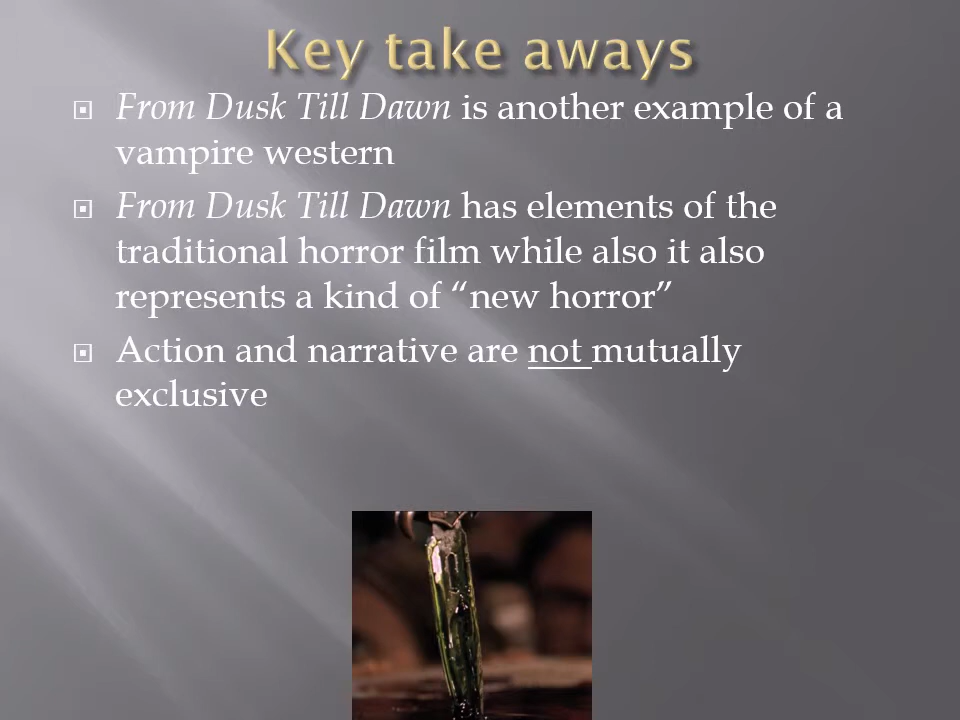 Key take aways
From Dusk Till Dawn is another example of a
vampire western
From Dusk Till Dawn has elements of the
traditional horror film while also it also
represents a kind of “new horror”
Action and narrative are not mutually
exclusive